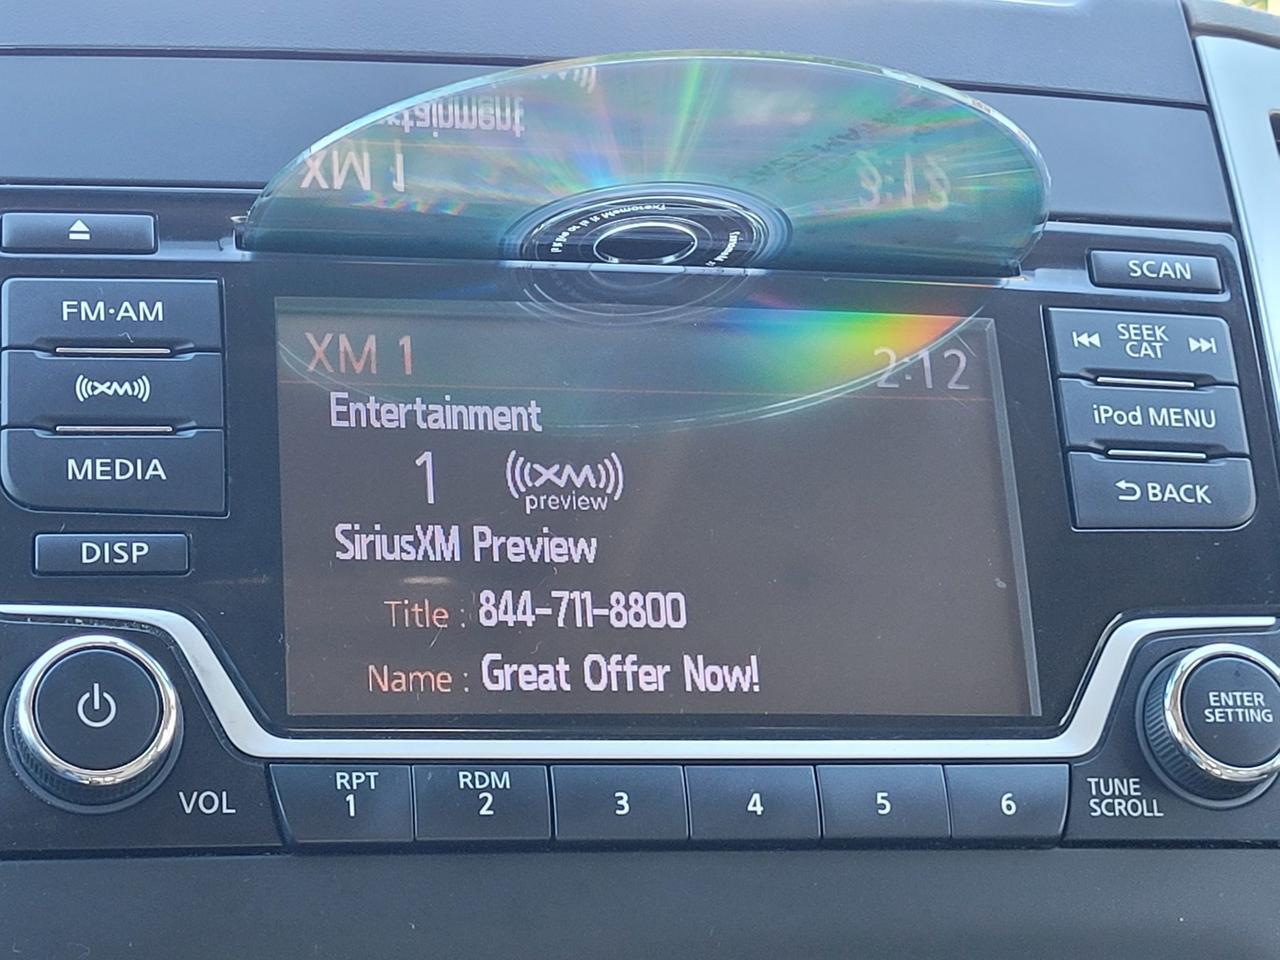 FM·AM
XM
MEDIA
DISP
VOL
XM 1
2:12
Entertainment
1
XM
preview
SiriusXM Preview
Title : 844-711-8800
Name : Great Offer Now!
SCAN
SEEK
CAT
iPod MENU
BACK
ENTER
SETTING
TUNE
SCROLL
RPT
1
RDM
2
3
4
5
6